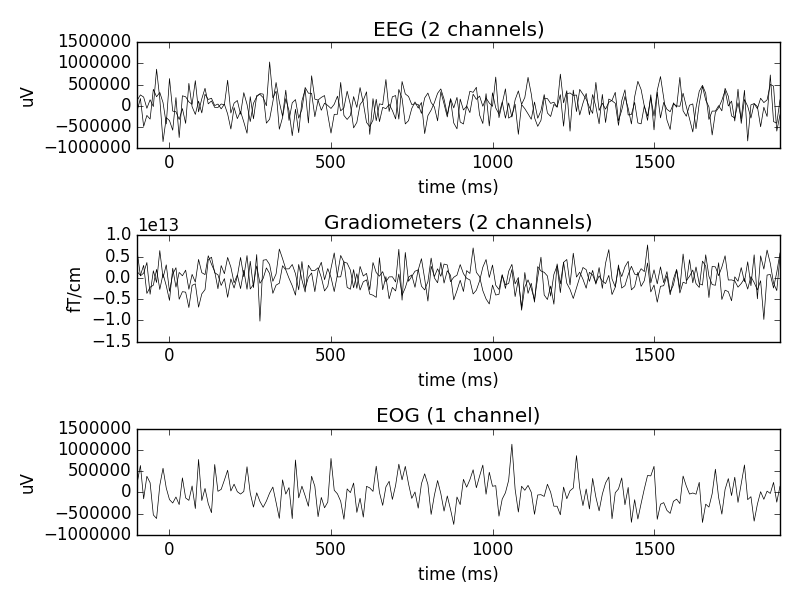 EEG (2 channels)
1500000
1000000
500000
0
−500000
−1000000
uV
0 500 1000 1500
time (ms)
Gradiometers (2 channels)
1e13
1.0
0.5
0.0
−0.5
−1.0
−1.5
fT/cm
0 500 1000 1500
time (ms)
EOG (1 channel)
1500000
1000000
500000
0
−500000
−1000000
uV
0 500 1000 1500
time (ms)